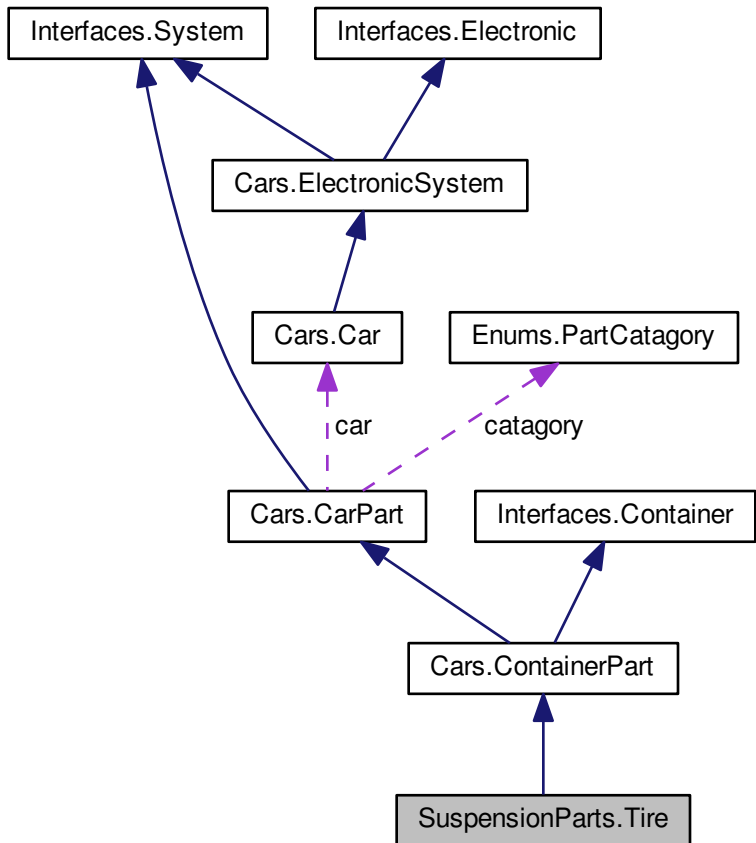 Interfaces.System
Interfaces.Electronic
Cars.ElectronicSystem
Cars.Car
Enums.PartCatagory
car
catagory
Cars.CarPart
Interfaces.Container
Cars.ContainerPart
SuspensionParts.Tire